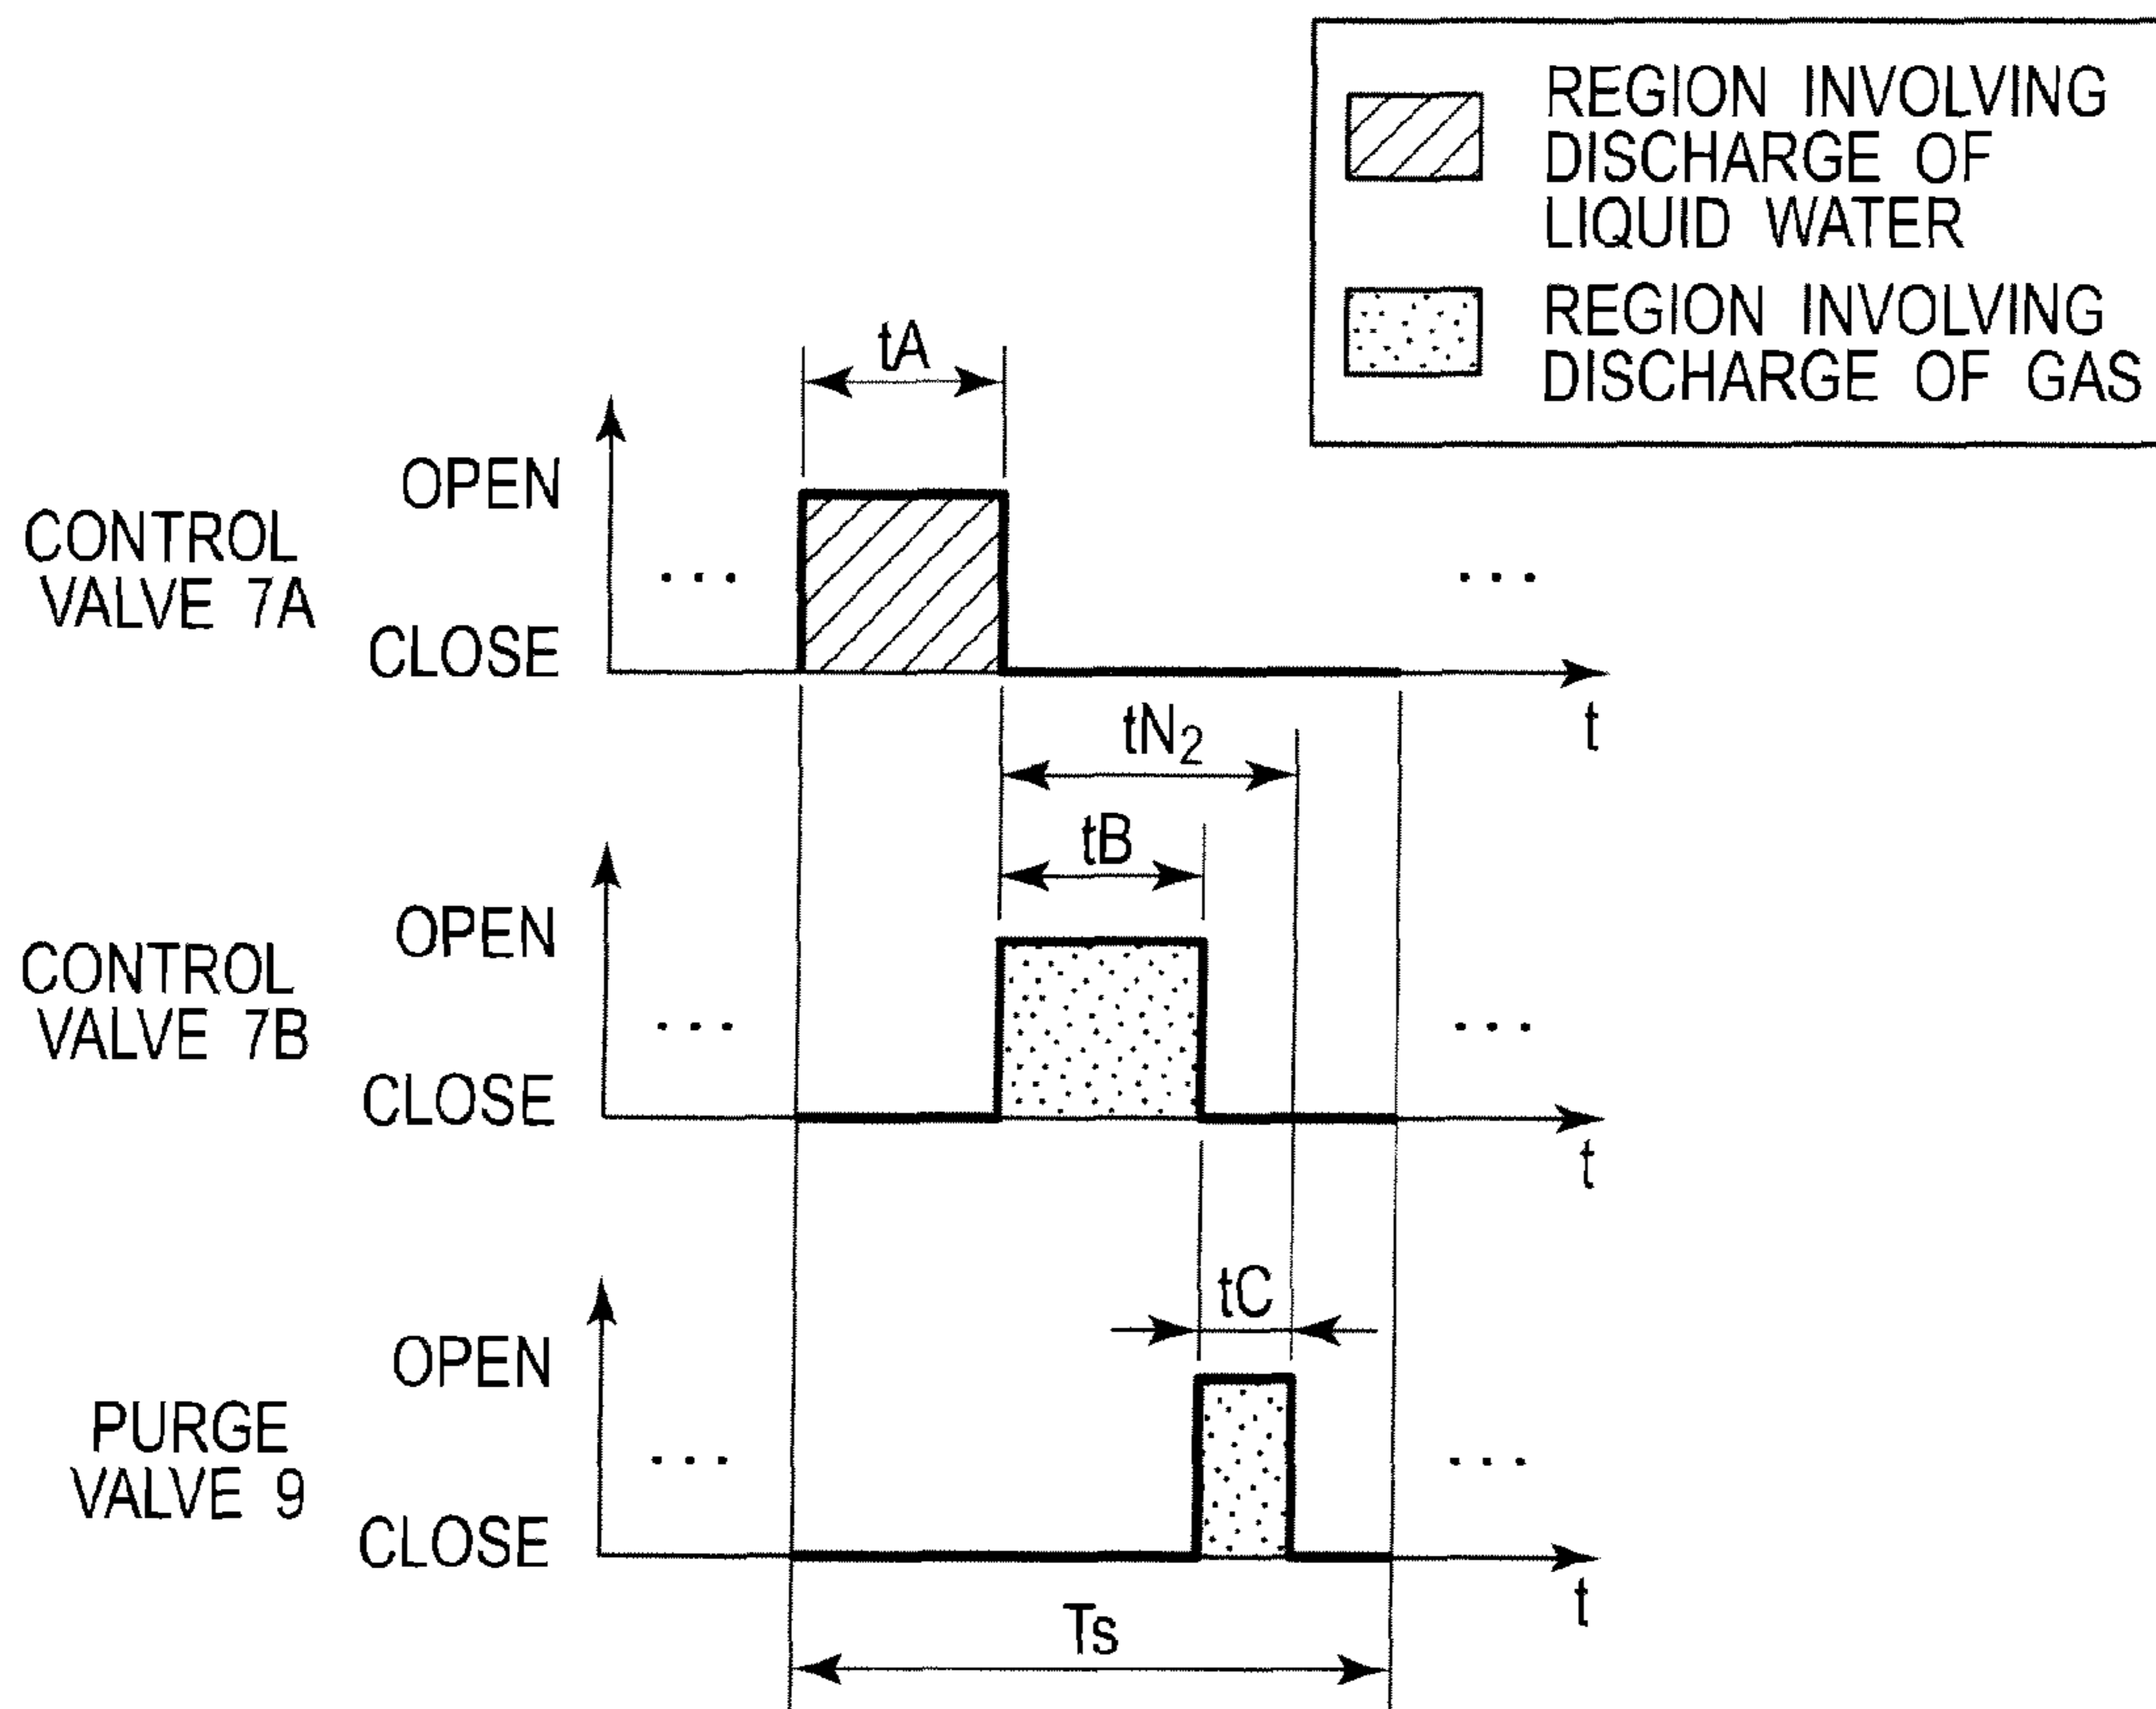 REGION INVOLVING
DISCHARGE OF
LIQUID WATER
REGION INVOLVING
DISCHARGE OF GAS
tA
OPEN
CONTROL
VALVE 7A
...
...
CLOSE
t
tN₂
tB
OPEN
CONTROL
VALVE 7B
...
...
CLOSE
t
tC
OPEN
PURGE
VALVE 9
...
...
CLOSE
t
Ts